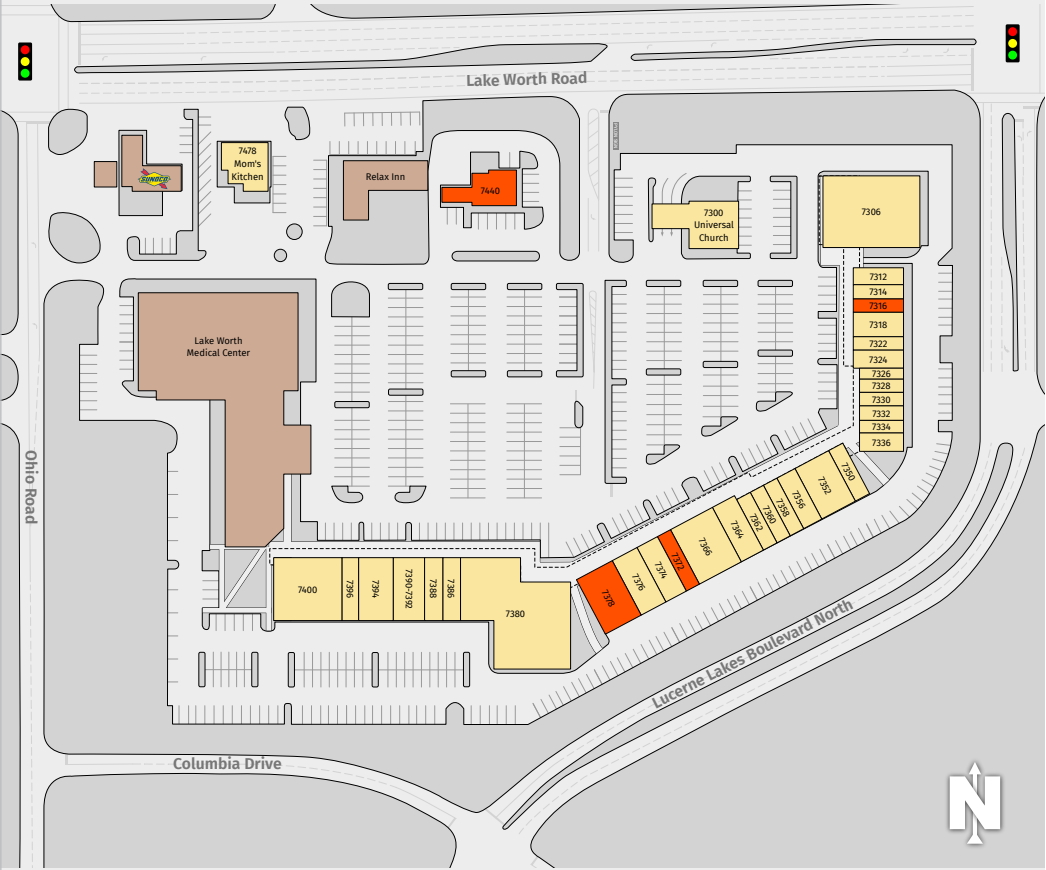 Lake Worth Road
7478
Mom's
Kitchen
SUNOCO
Relax Inn
7440
7300
Universal
Church
7306
7312
7314
7316
7318
7322
7324
7326
7328
7330
7332
7334
7336
Lake Worth
Medical Center
Ohio Road
7350
7352
7356
7358
7360
7362
7364
7366
7372
7374
7376
7378
7400
7396
7394
7390-7392
7388
7386
7380
Lucerne Lakes Boulevard North
Columbia Drive
N